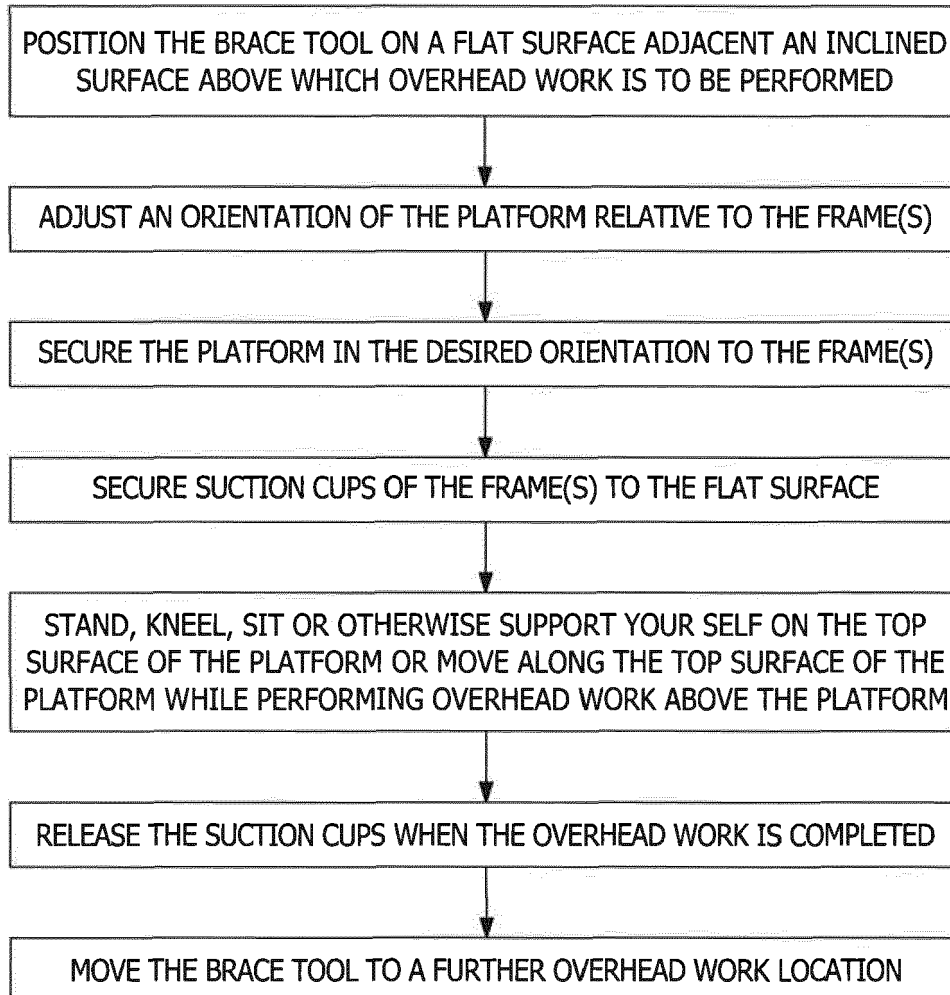 POSITION THE BRACE TOOL ON A FLAT SURFACE ADJACENT AN INCLINED
SURFACE ABOVE WHICH OVERHEAD WORK IS TO BE PERFORMED
ADJUST AN ORIENTATION OF THE PLATFORM RELATIVE TO THE FRAME(S)
SECURE THE PLATFORM IN THE DESIRED ORIENTATION TO THE FRAME(S)
SECURE SUCTION CUPS OF THE FRAME(S) TO THE FLAT SURFACE
STAND, KNEEL, SIT OR OTHERWISE SUPPORT YOUR SELF ON THE TOP
SURFACE OF THE PLATFORM OR MOVE ALONG THE TOP SURFACE OF THE
PLATFORM WHILE PERFORMING OVERHEAD WORK ABOVE THE PLATFORM
RELEASE THE SUCTION CUPS WHEN THE OVERHEAD WORK IS COMPLETED
MOVE THE BRACE TOOL TO A FURTHER OVERHEAD WORK LOCATION